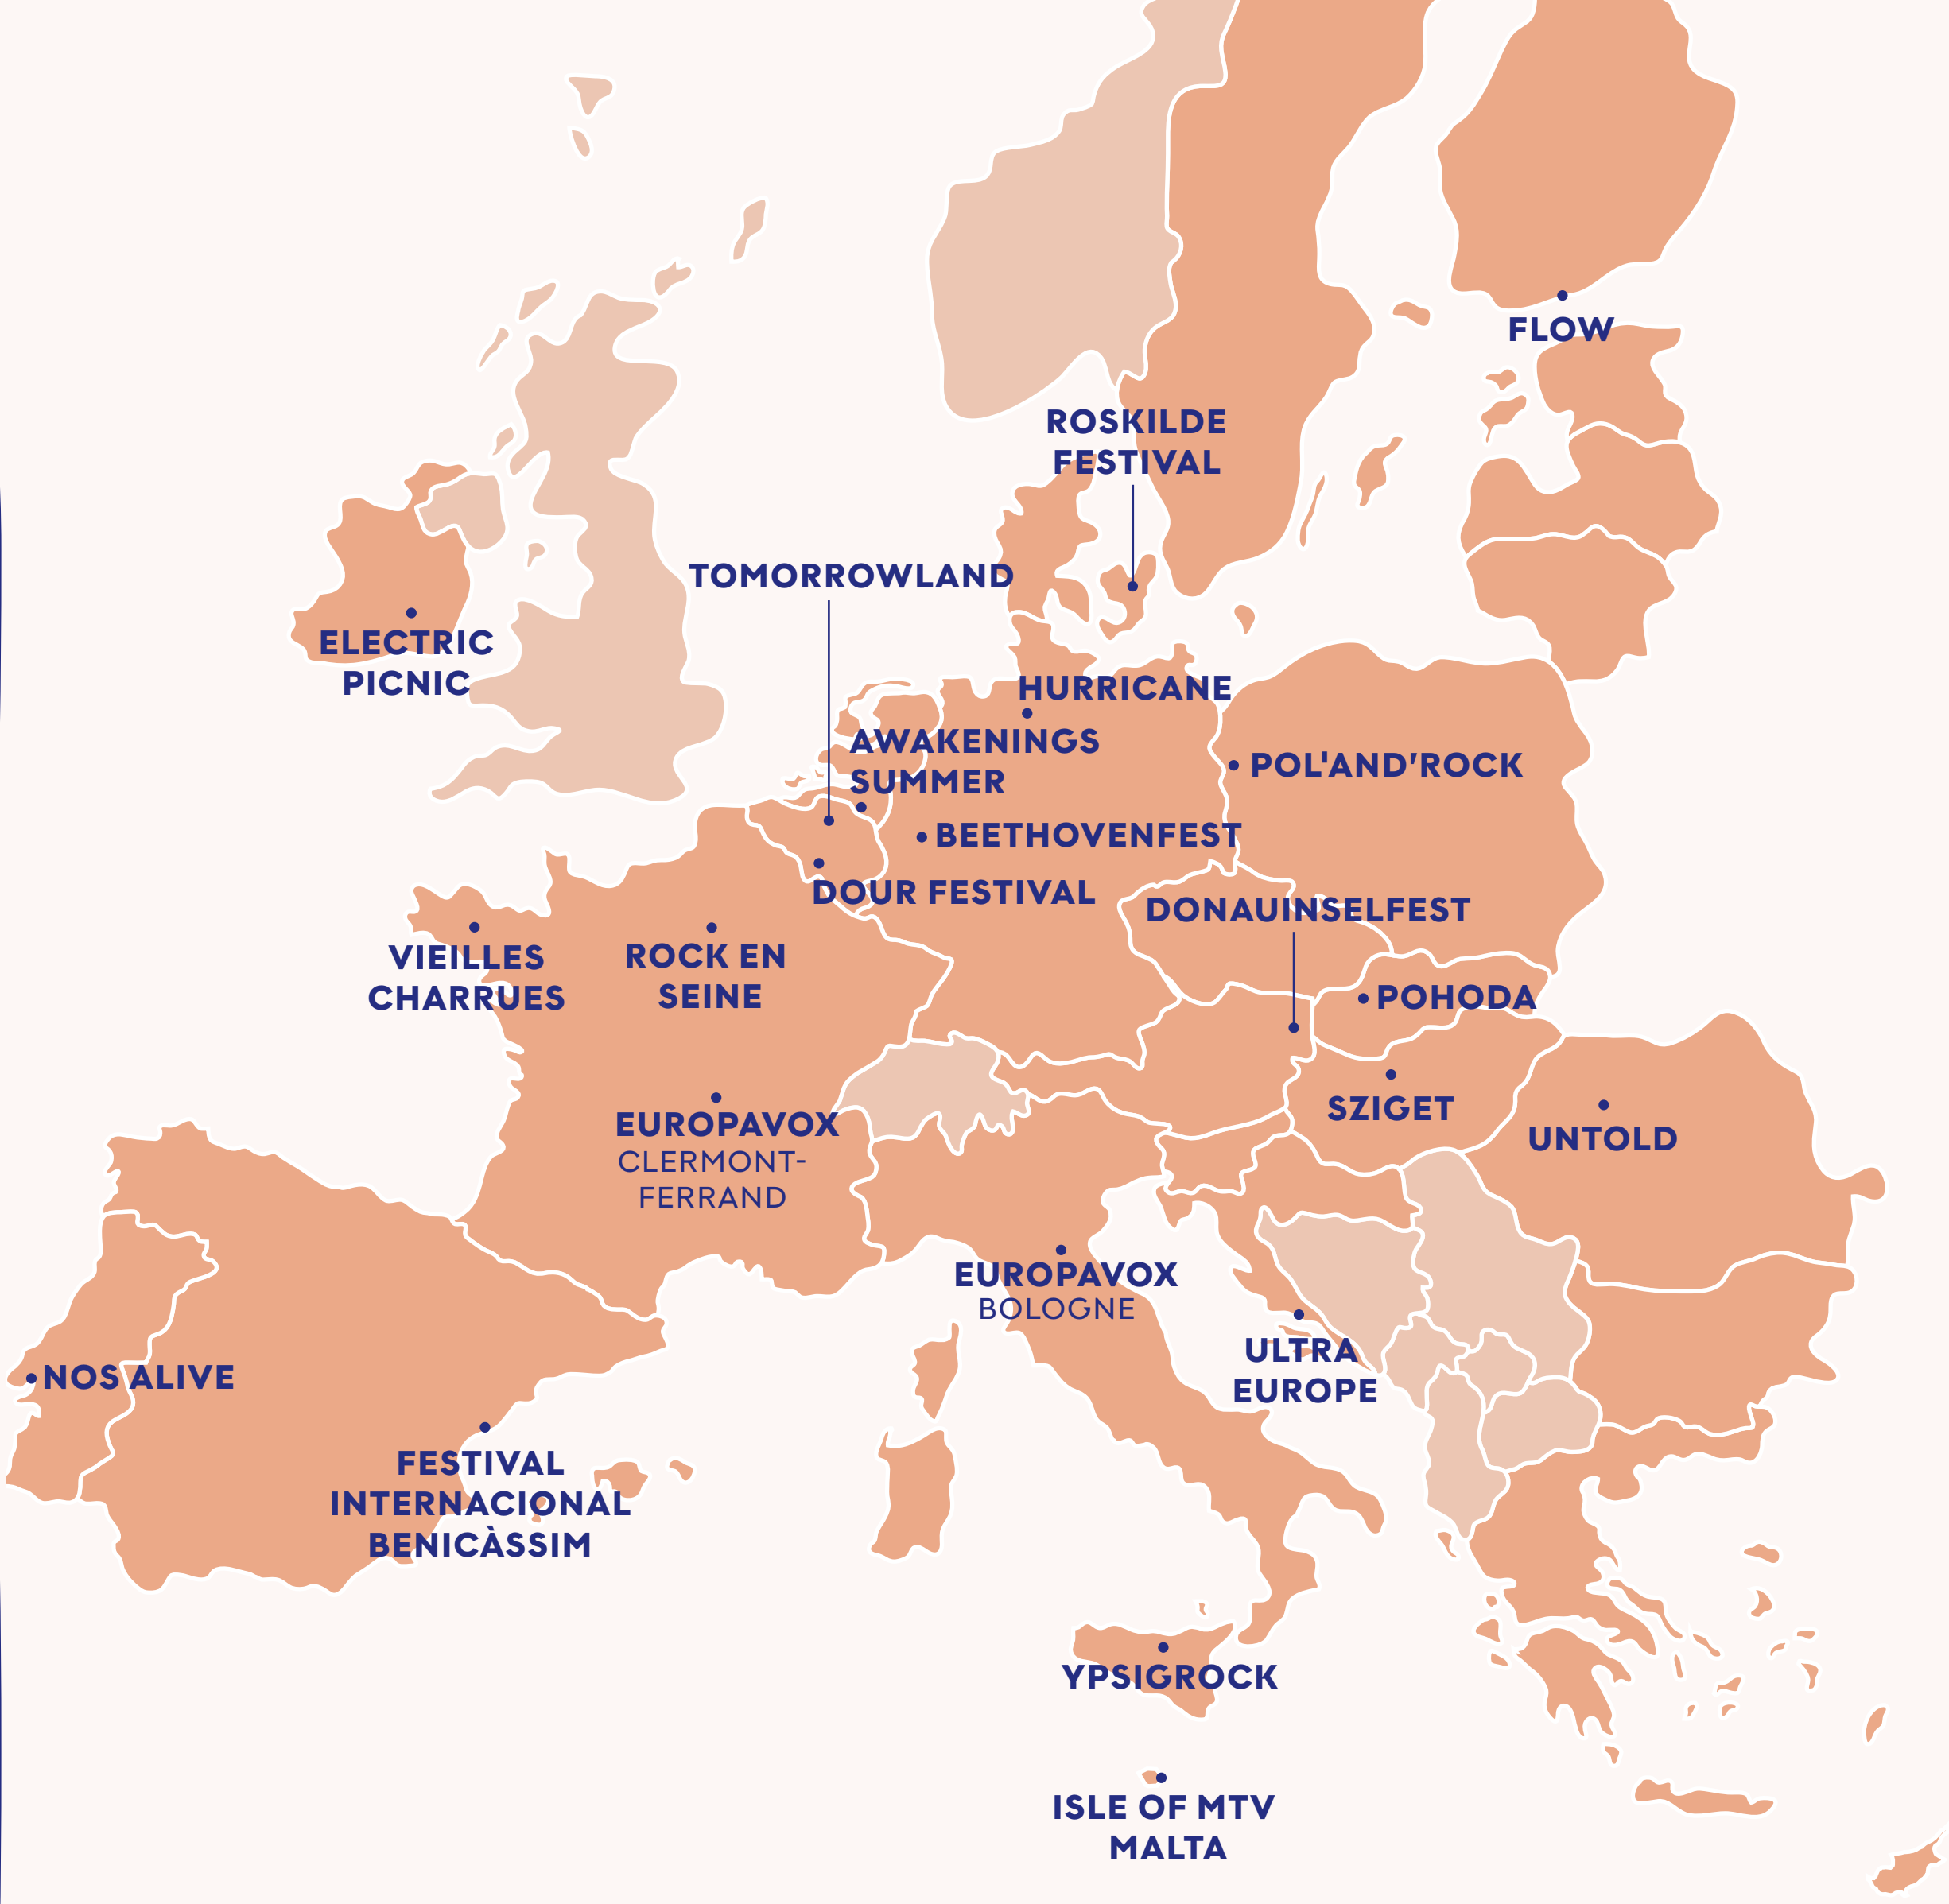 FLOW
ROSKILDE
FESTIVAL
TOMORROWLAND
ELECTRIC
PICNIC
HURRICANE
AWAKENINGS
SUMMER
POL'AND’ROCK
BEETHOVENFEST
DOUR FESTIVAL
DONAUINSELFEST
VIEILLES
CHARRUES
ROCK EN
SEINE
POHODA
SZIGET
UNTOLD
EUROPAVOX
CLERMONT-
FERRAND
EUROPAVOX
BOLOGNE
ULTRA
EUROPE
NOS ALIVE
FESTIVAL
INTERNACIONAL
BENICÀSSIM
YPSIGROCK
ISLE OF MTV
MALTA